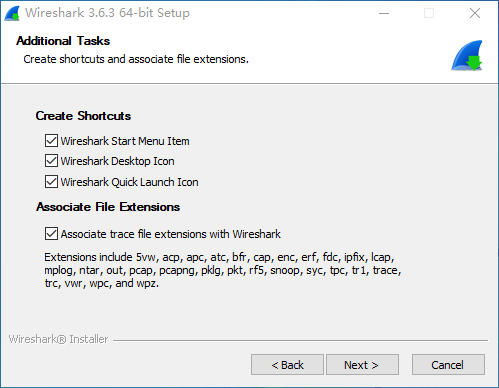 Wireshark 3.6.3 64-bit Setup
Additional Tasks
Create shortcuts and associate file extensions.
Create Shortcuts
Wireshark Start Menu Item
Wireshark Desktop Icon
Wireshark Quick Launch Icon
Associate File Extensions
Associate trace file extensions with Wireshark
Extensions include 5vw, acp, apc, atc, bfr, cap, enc, erf, fdc, ipfix, lcap,
mplog, ntar, out, pcap, pcapng, pklg, pkt, rf5, snoop, syc, tpc, tr1, trace,
trc, vwr, wpc, and wpz.
Wireshark® Installer
< Back
Next >
Cancel